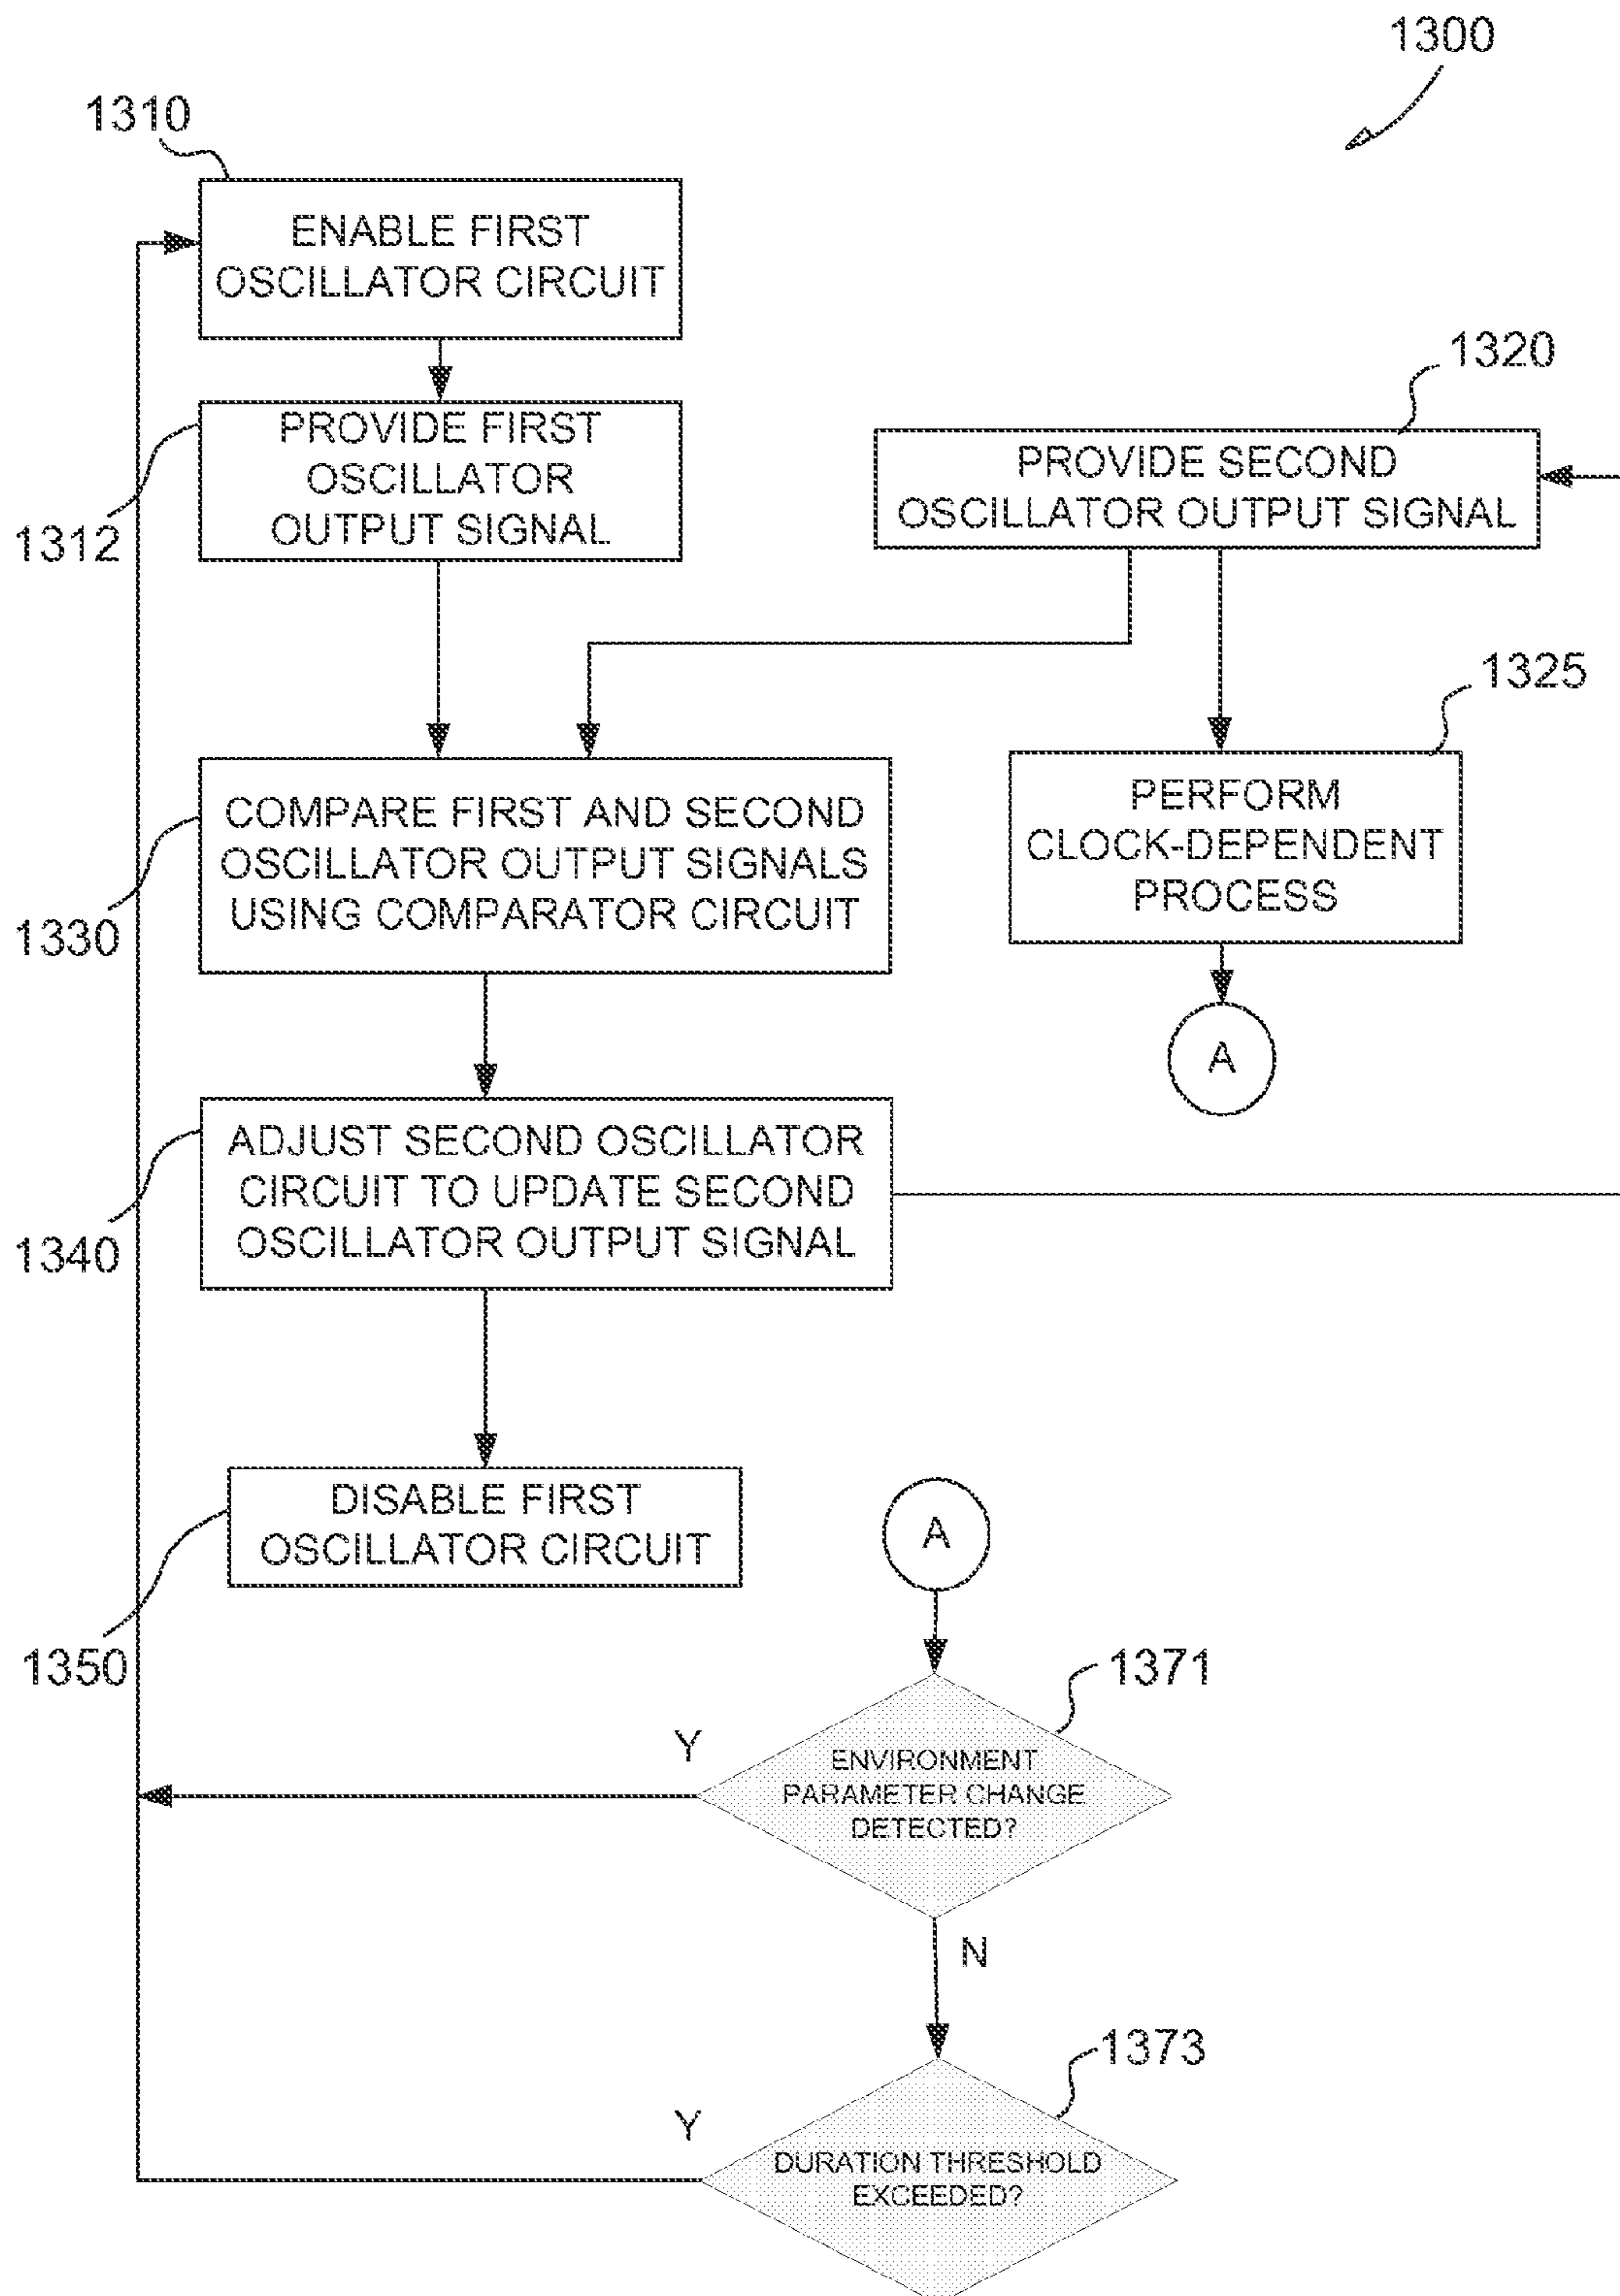 1300
1310
ENABLE FIRST
OSCILLATOR CIRCUIT
1320
PROVIDE FIRST
OSCILLATOR
OUTPUT SIGNAL
1312
PROVIDE SECOND
OSCILLATOR OUTPUT SIGNAL
1325
COMPARE FIRST AND SECOND
OSCILLATOR OUTPUT SIGNALS
USING COMPARATOR CIRCUIT
1330
PERFORM
CLOCK-DEPENDENT
PROCESS
A
ADJUST SECOND OSCILLATOR
CIRCUIT TO UPDATE SECOND
OSCILLATOR OUTPUT SIGNAL
1340
DISABLE FIRST
OSCILLATOR CIRCUIT
1350
A
1371
Y
ENVIRONMENT
PARAMETER CHANGE
DETECTED?
N
1373
Y
DURATION THRESHOLD
EXCEEDED?